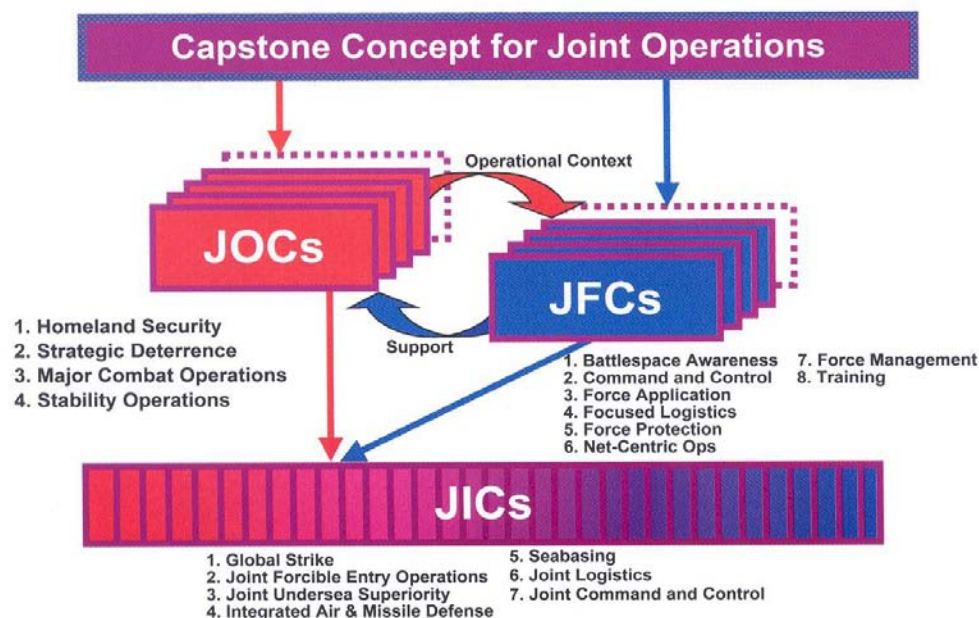 Capstone Concept for Joint Operations
Operational Context
JOCs
JFCs
Support
1. Homeland Security
2. Strategic Deterrence
3. Major Combat Operations
4. Stability Operations
1. Battlespace Awareness
2. Command and Control
3. Force Application
4. Focused Logistics
5. Force Protection
6. Net-Centric Ops
7. Force Management
8. Training
JICs
1. Global Strike
2. Joint Forcible Entry Operations
3. Joint Undersea Superiority
4. Integrated Air & Missile Defense
5. Seabasing
6. Joint Logistics
7. Joint Command and Control